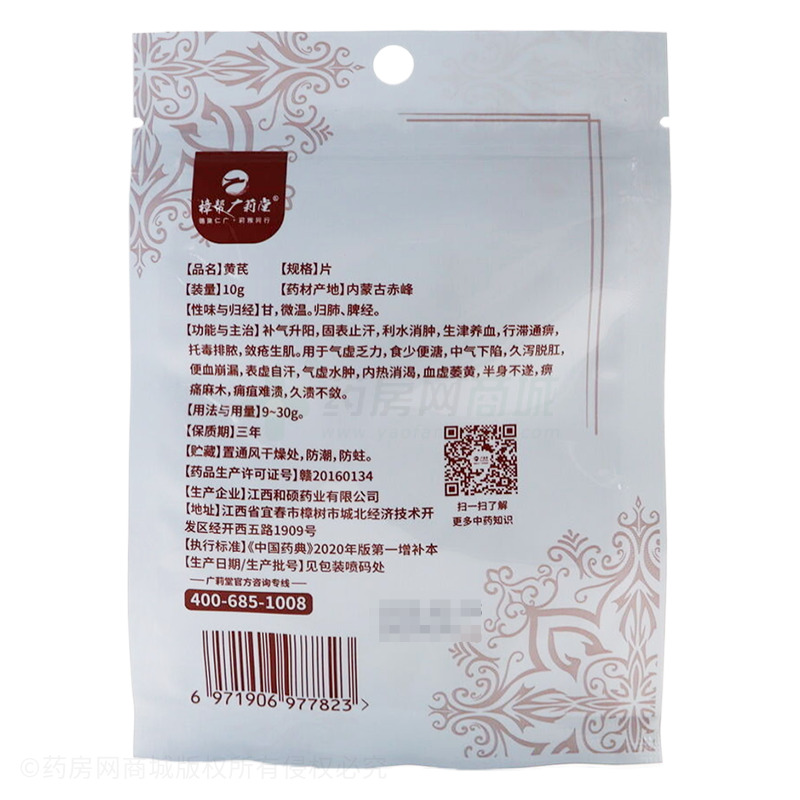 樟帮广药堂©
德聚仁广·药雅同行
【品名】黄芪 【规格】片
【装量】10g 【药材产地】内蒙古赤峰
【性味与归经】甘,微温。归肺、脾经。
【功能与主治】补气升阳,固表止汗,利水消肿,生津养血,行滞通痹,
托毒排脓,敛疮生肌。用于气虚乏力,食少便溏,中气下陷,久泻脱肛,
便血崩漏,表虚自汗,气虚水肿,内热消渴,血虚萎黄,半身不遂,痹
痛麻木,痈疽难溃,久溃不敛。
【用法与用量】9~30g。
【保质期】三年
【贮藏】置通风干燥处,防潮,防蛀。
【药品生产许可证号】赣20160134
【生产企业】江西和硕药业有限公司
【地址】江西省宜春市樟树市城北经济技术开
发区经开西五路1909号
【执行标准】《中国药典》2020年版第一增补本
【生产日期/生产批号】见包装喷码处
扫一扫了解
更多中药知识
广药堂官方咨询专线
400-685-1008
6 971906 977823 >
药房网商城
©药房网商城版权所有侵权必究